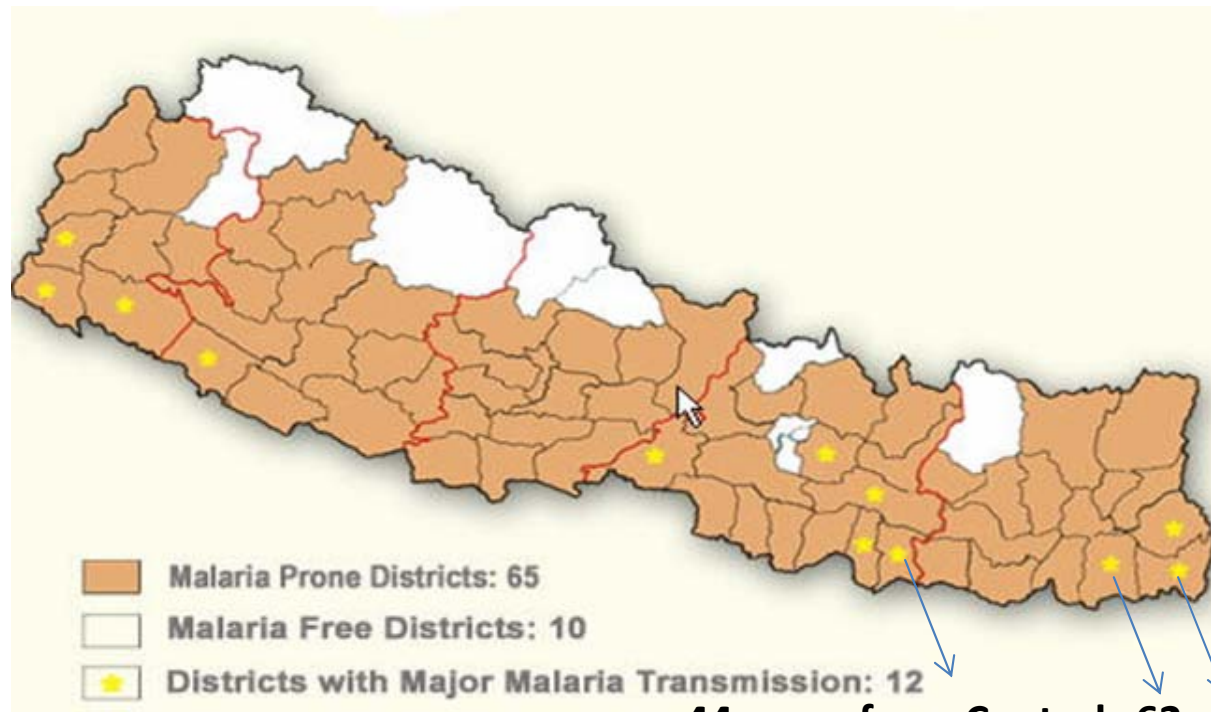 Malaria Prone Districts: 65
Malaria Free Districts: 10
Districts with Major Malaria Transmission: 12